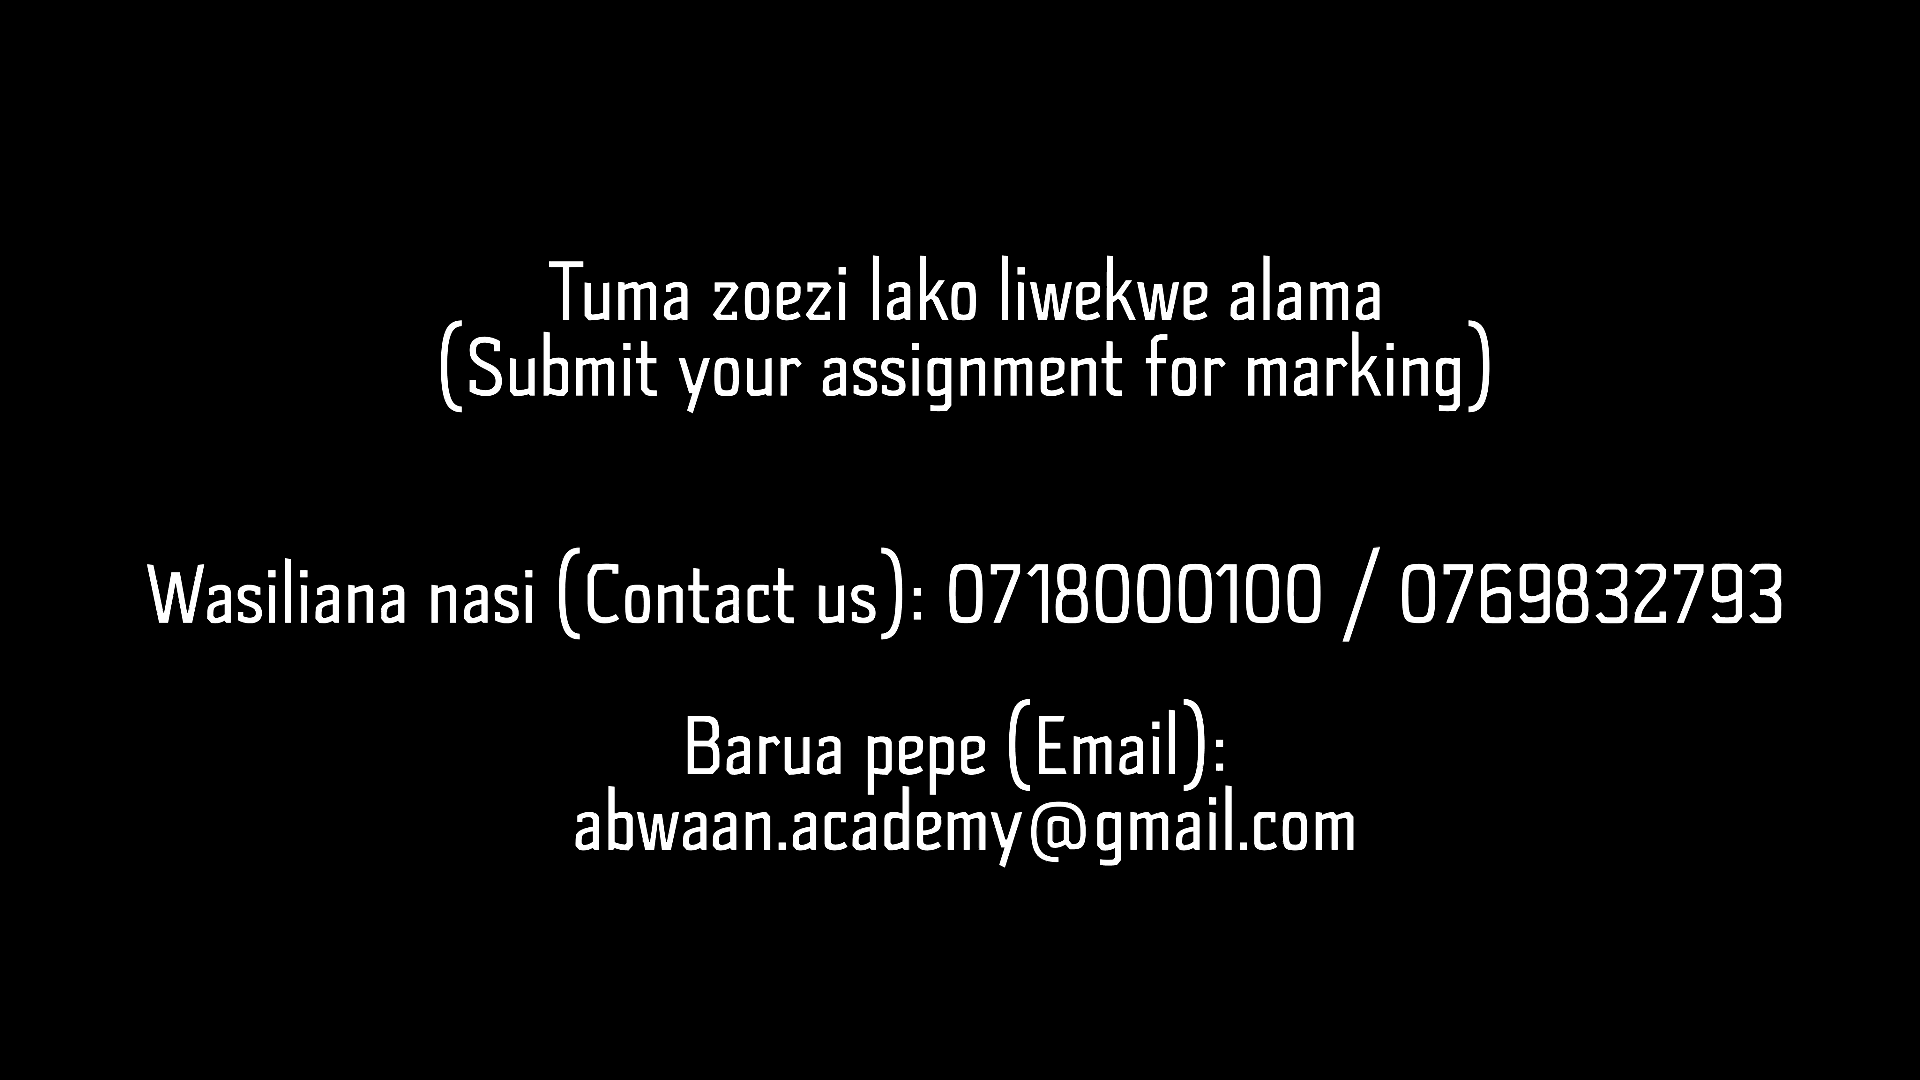 Tuma zoezi lako liwekwe alama
(Submit your assignment for marking)
Wasiliana nasi (Contact us): 0718000100 / 0769832793
Barua pepe (Email):
abwaan.academy@gmail.com